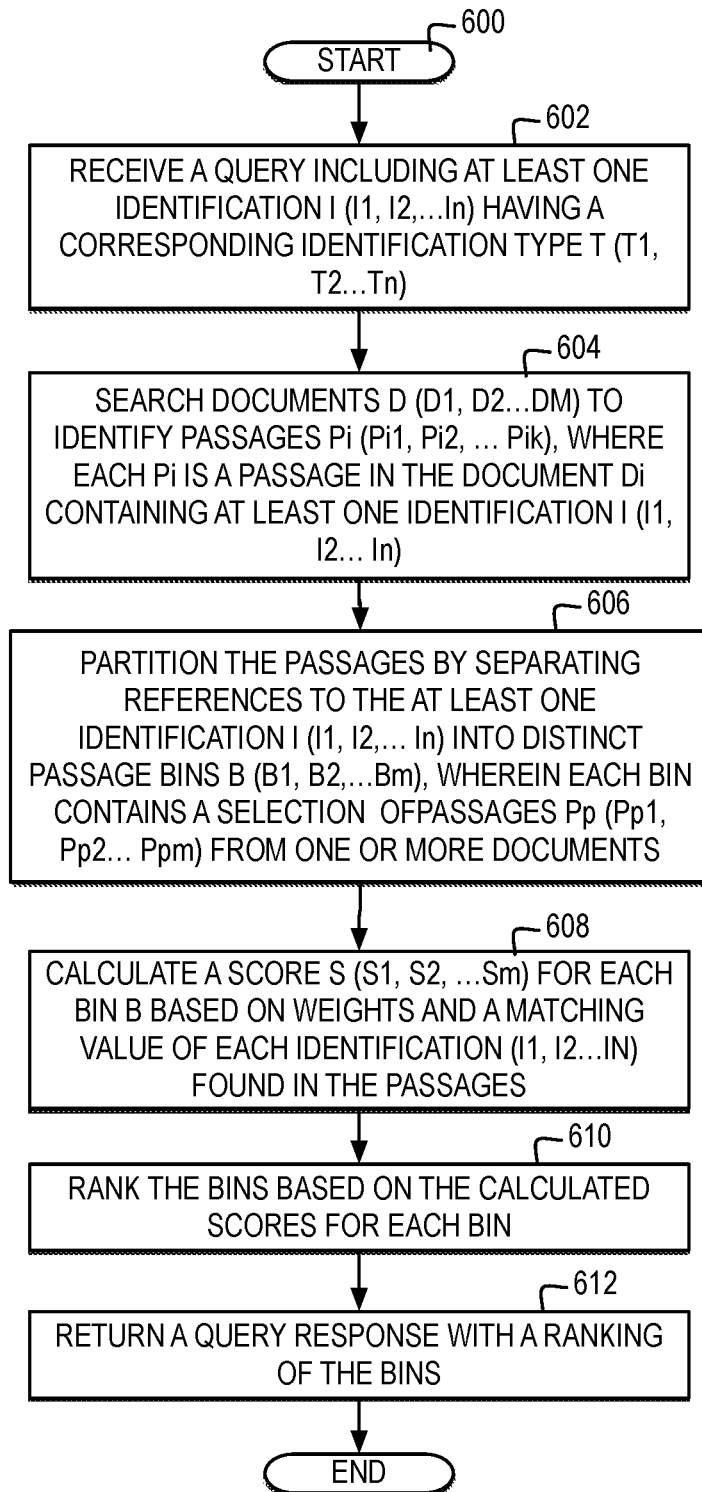 600
START
602
RECEIVE A QUERY INCLUDING AT LEAST ONE
IDENTIFICATION I (I1, I2,...In) HAVING A
CORRESPONDING IDENTIFICATION TYPE T (T1,
T2...Tn)
604
SEARCH DOCUMENTS D (D1, D2...DM) TO
IDENTIFY PASSAGES Pi (Pi1, Pi2, ... Pik), WHERE
EACH Pi IS A PASSAGE IN THE DOCUMENT Di
CONTAINING AT LEAST ONE IDENTIFICATION I (I1,
I2... In)
606
PARTITION THE PASSAGES BY SEPARATING
REFERENCES TO THE AT LEAST ONE
IDENTIFICATION I (I1, I2,... In) INTO DISTINCT
PASSAGE BINS B (B1, B2,...Bm), WHEREIN EACH BIN
CONTAINS A SELECTION OFPASSAGES Pp (Pp1,
Pp2... Ppm) FROM ONE OR MORE DOCUMENTS
608
CALCULATE A SCORE S (S1, S2, ...Sm) FOR EACH
BIN B BASED ON WEIGHTS AND A MATCHING
VALUE OF EACH IDENTIFICATION (I1, I2...IN)
FOUND IN THE PASSAGES
610
RANK THE BINS BASED ON THE CALCULATED
SCORES FOR EACH BIN
612
RETURN A QUERY RESPONSE WITH A RANKING
OF THE BINS
END